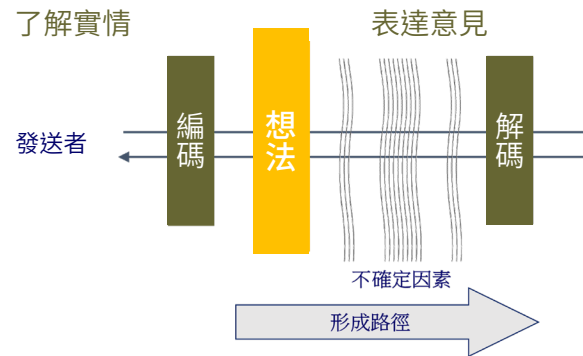 了解實情
表達意見
發送者
編碼
想法
解碼
不確定因素
形成路徑